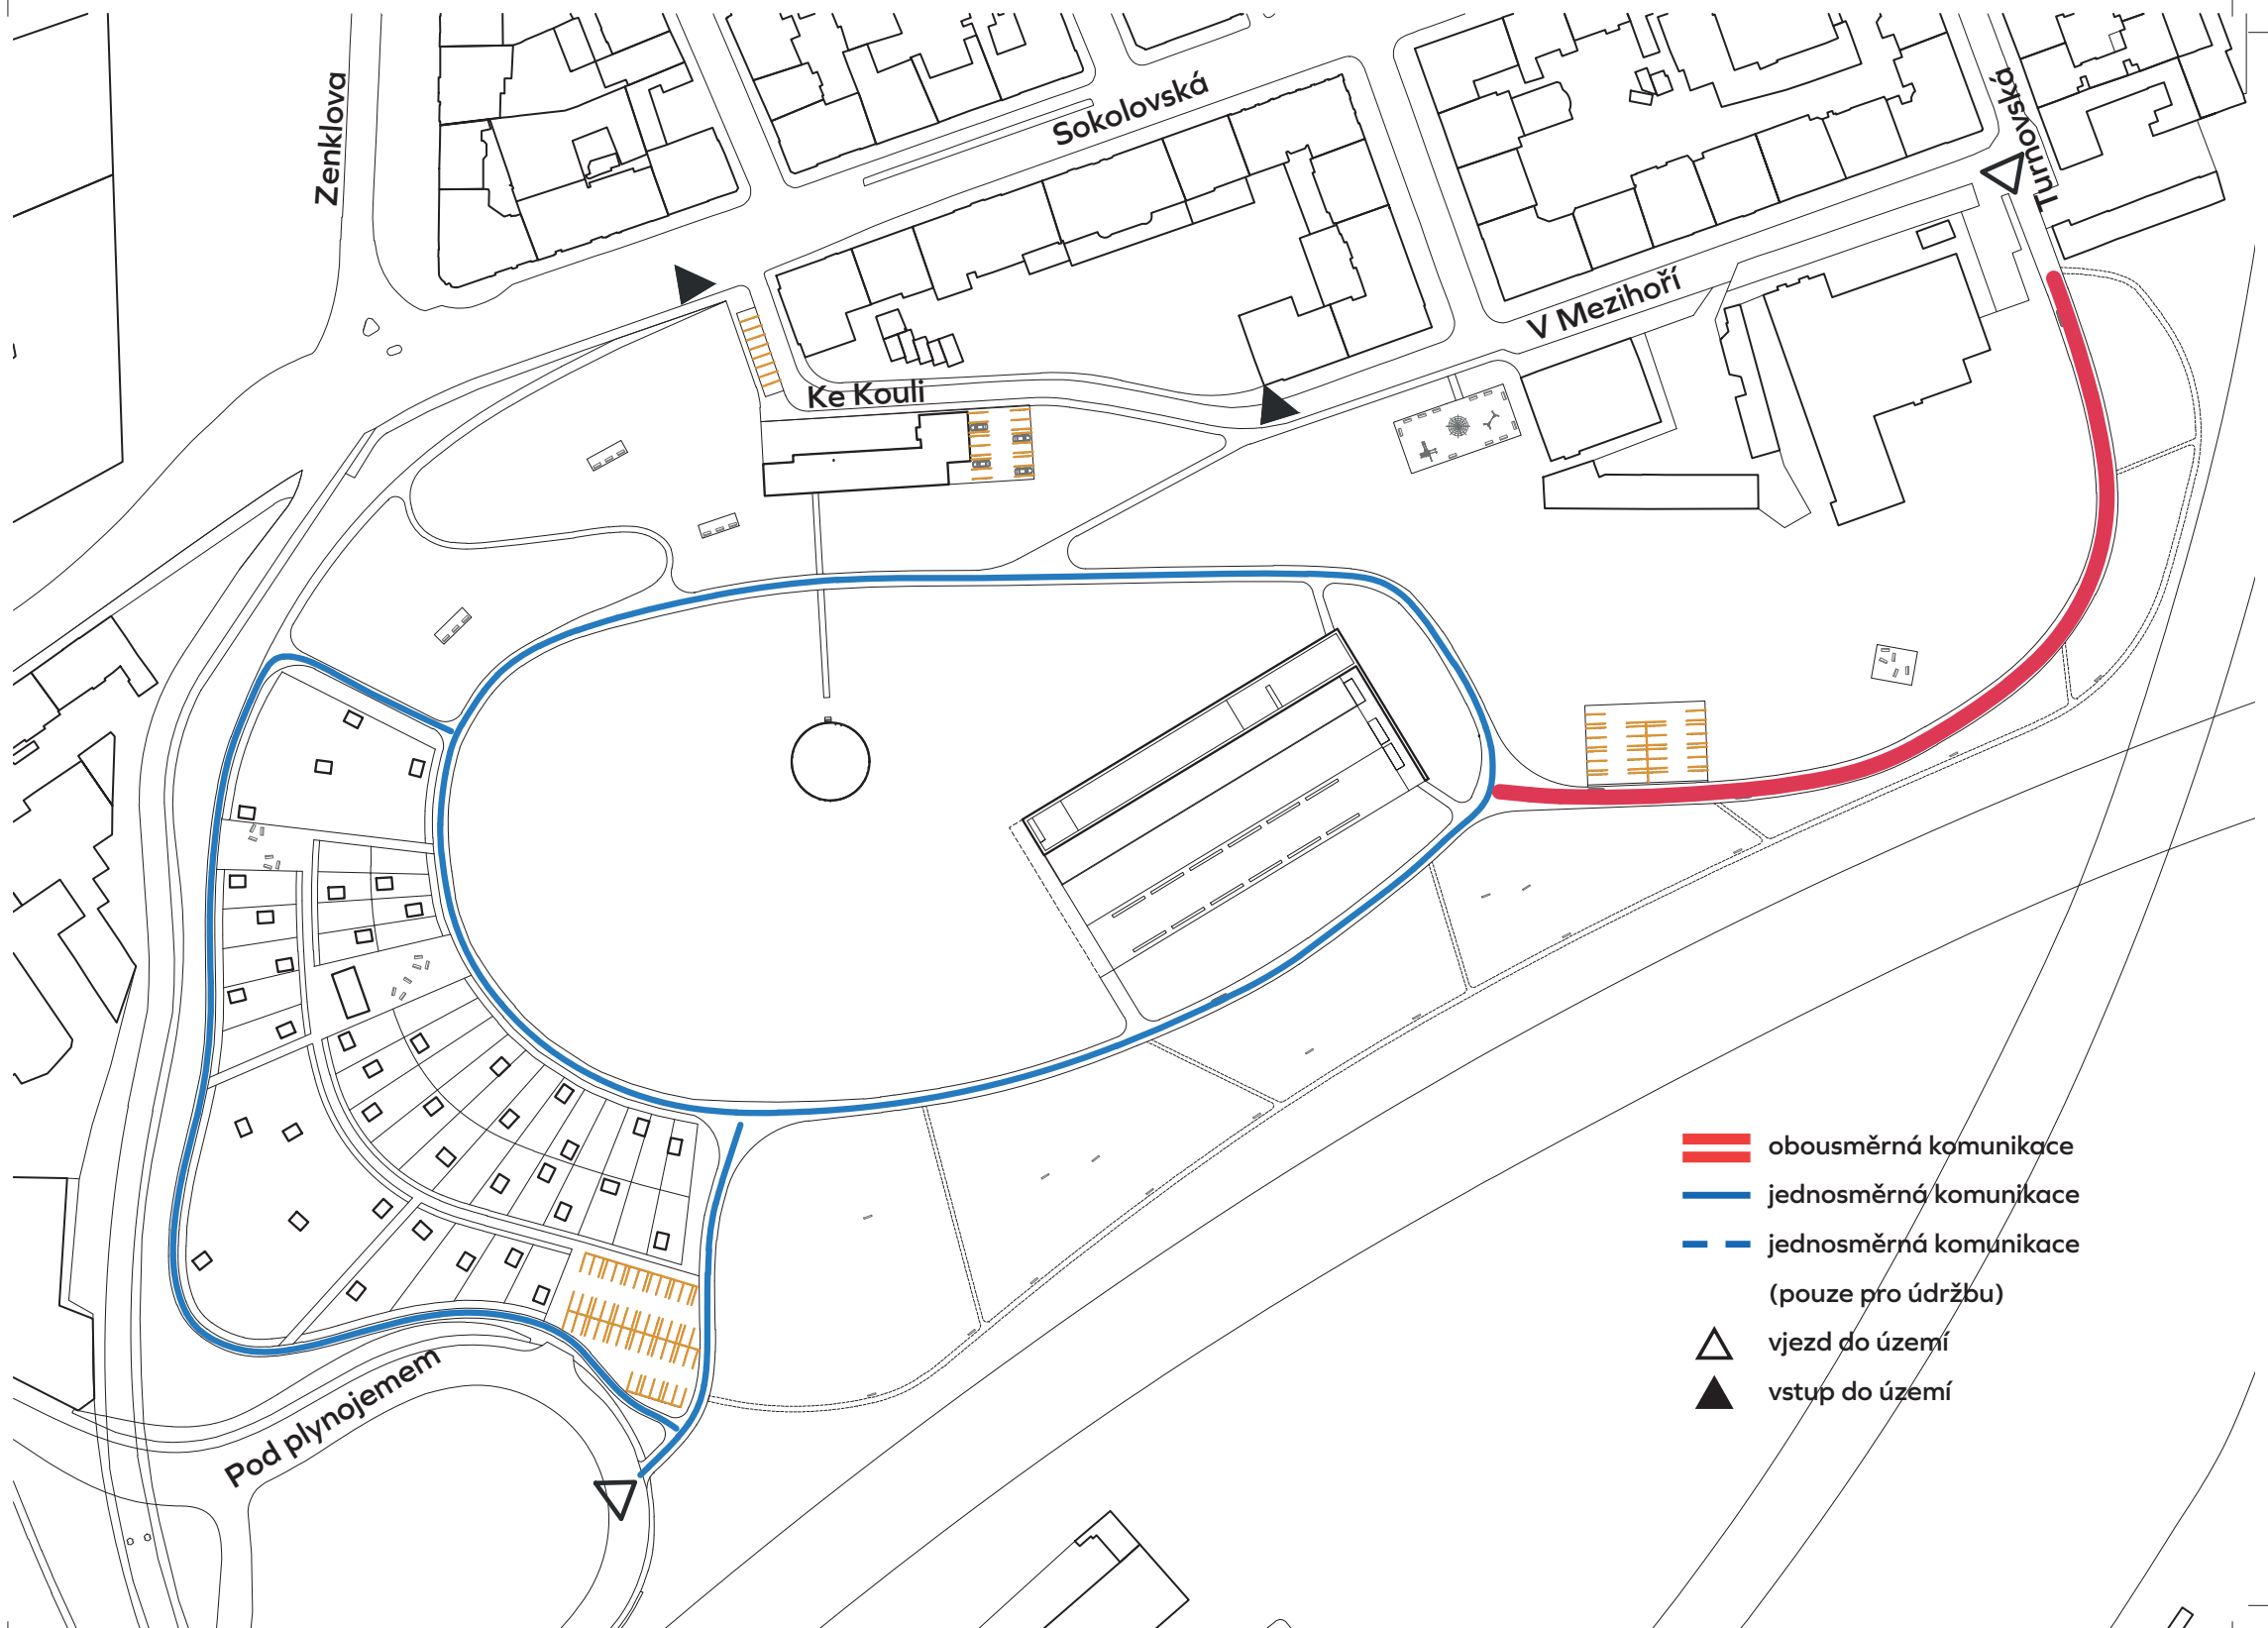 Zenklova
Sokolovská
Turnovská
V Mezihoří
Ke Kouli
Pod plynojemem
obousměrná komunikace
jednosměrná komunikace
jednosměrná komunikace
(pouze pro údržbu)
vjezd do území
vstup do území